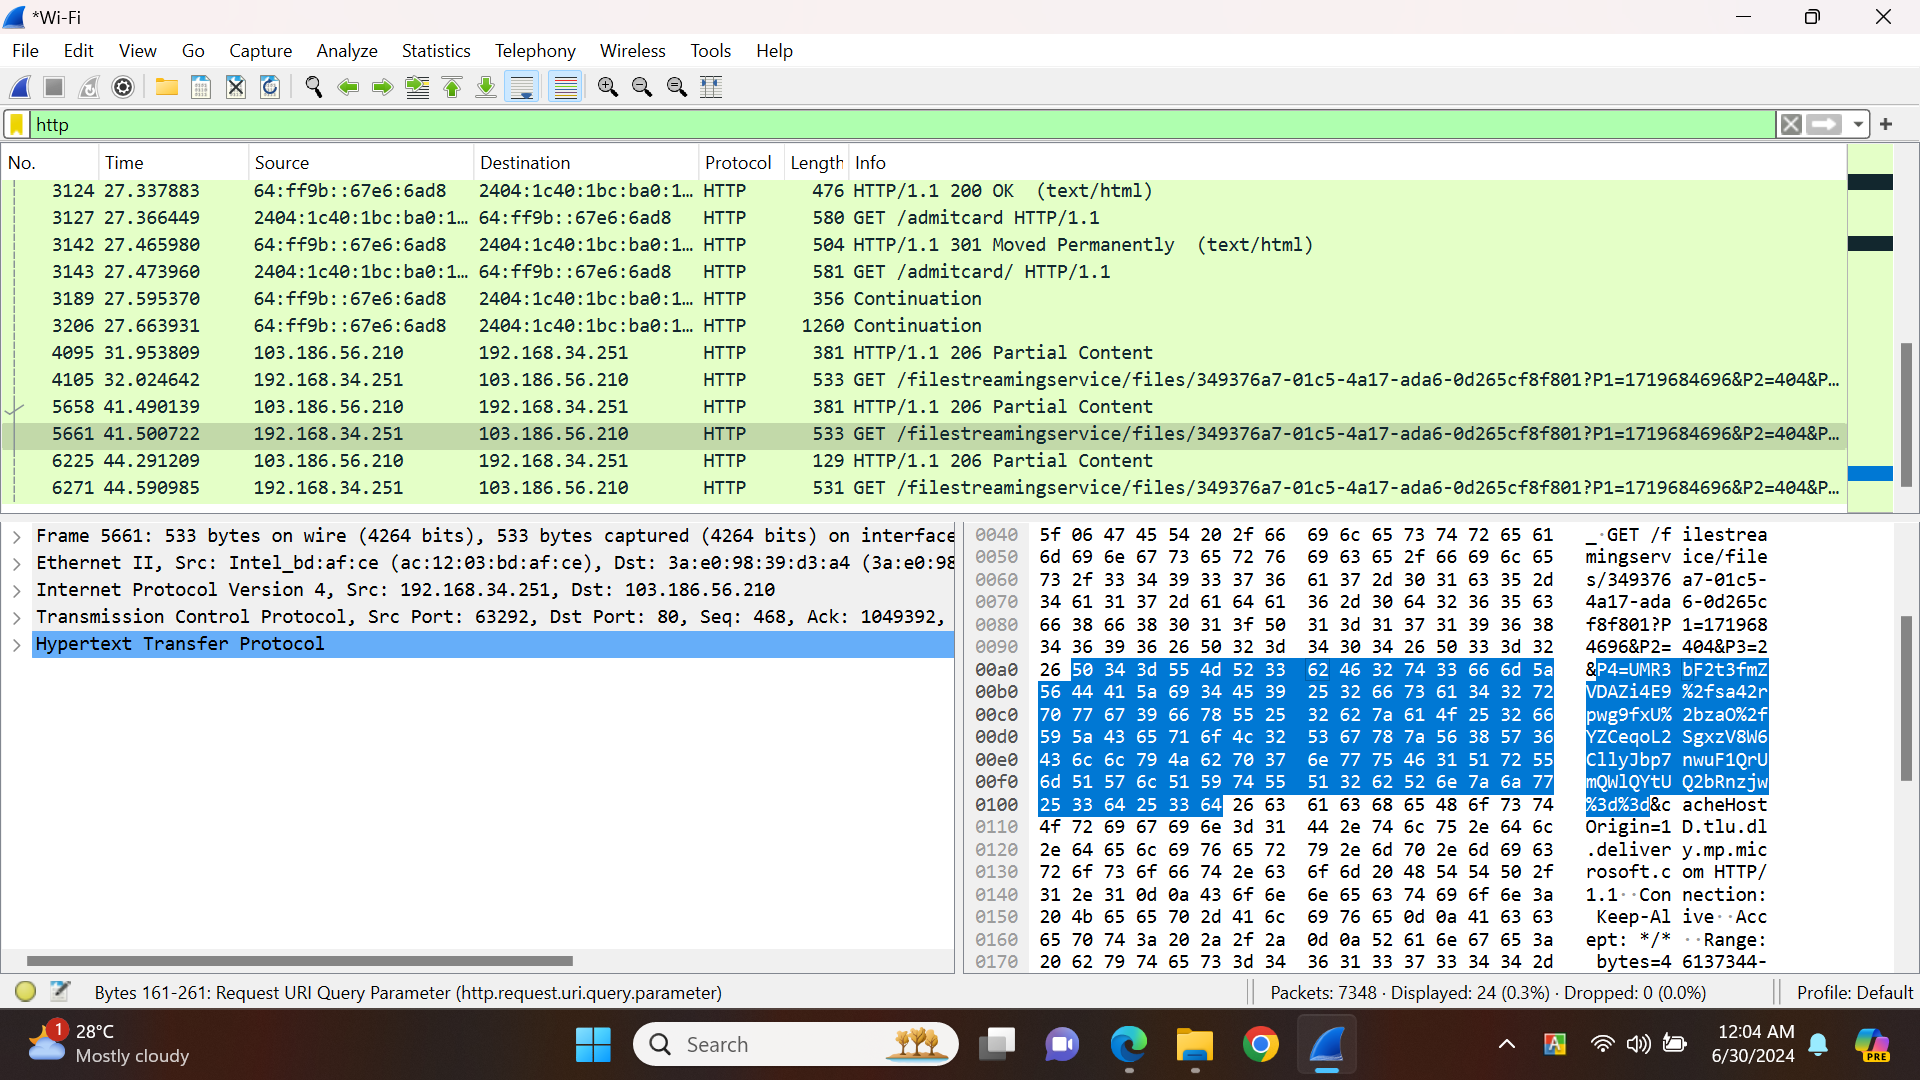 *Wi-Fi
File Edit View Go Capture Analyze Statistics Telephony Wireless Tools Help
http
No. Time Source Destination Protocol Length Info
3124 27.337883 64:ff9b::67e6:6ad8 2404:1c40:1bc:ba0:1… HTTP 476 HTTP/1.1 200 OK (text/html)
3127 27.366449 2404:1c40:1bc:ba0:1… 64:ff9b::67e6:6ad8 HTTP 580 GET /admitcard HTTP/1.1
3142 27.465980 64:ff9b::67e6:6ad8 2404:1c40:1bc:ba0:1… HTTP 504 HTTP/1.1 301 Moved Permanently (text/html)
3143 27.473960 2404:1c40:1bc:ba0:1… 64:ff9b::67e6:6ad8 HTTP 581 GET /admitcard/ HTTP/1.1
3189 27.595370 64:ff9b::67e6:6ad8 2404:1c40:1bc:ba0:1… HTTP 356 Continuation
3206 27.663931 64:ff9b::67e6:6ad8 2404:1c40:1bc:ba0:1… HTTP 1260 Continuation
4095 31.953809 103.186.56.210 192.168.34.251 HTTP 381 HTTP/1.1 206 Partial Content
4105 32.024642 192.168.34.251 103.186.56.210 HTTP 533 GET /filestreamingservice/files/349376a7-01c5-4a17-ada6-0d265cf8f801?P1=1719684696&P2=404&P…
5658 41.490139 103.186.56.210 192.168.34.251 HTTP 381 HTTP/1.1 206 Partial Content
5661 41.500722 192.168.34.251 103.186.56.210 HTTP 533 GET /filestreamingservice/files/349376a7-01c5-4a17-ada6-0d265cf8f801?P1=1719684696&P2=404&P…
6225 44.291209 103.186.56.210 192.168.34.251 HTTP 129 HTTP/1.1 206 Partial Content
6271 44.590985 192.168.34.251 103.186.56.210 HTTP 531 GET /filestreamingservice/files/349376a7-01c5-4a17-ada6-0d265cf8f801?P1=1719684696&P2=404&P…
Frame 5661: 533 bytes on wire (4264 bits), 533 bytes captured (4264 bits) on interface
Ethernet II, Src: Intel_bd:af:ce (ac:12:03:bd:af:ce), Dst: 3a:e0:98:39:d3:a4 (3a:e0:98
Internet Protocol Version 4, Src: 192.168.34.251, Dst: 103.186.56.210
Transmission Control Protocol, Src Port: 63292, Dst Port: 80, Seq: 468, Ack: 1049392,
Hypertext Transfer Protocol
0040 5f 06 47 45 54 20 2f 66 69 6c 65 73 74 72 65 61 _·GET /f ilestrea
0050 6d 69 6e 67 73 65 72 76 69 63 65 2f 66 69 6c 65 mingserv ice/file
0060 73 2f 33 34 39 33 37 36 61 37 2d 30 31 63 35 2d s/349376 a7-01c5-
0070 34 61 31 37 2d 61 64 61 36 2d 30 64 32 36 35 63 4a17-ada 6-0d265c
0080 66 38 66 38 30 31 3f 50 31 3d 31 37 31 39 36 38 f8f801?P 1=171968
0090 34 36 39 36 26 50 32 3d 34 30 34 26 50 33 3d 32 4696&P2= 404&P3=2
00a0 26 50 34 3d 55 4d 52 33 62 46 32 74 33 66 6d 5a &P4=UMR3 bF2t3fmZ
00b0 56 44 41 5a 69 34 45 39 25 32 66 73 61 34 32 72 VDAZi4E9 %2fsa42r
00c0 70 77 67 39 66 78 55 25 32 62 7a 61 4f 25 32 66 pwg9fxU% 2bzaO%2f
00d0 59 5a 43 65 71 6f 4c 32 53 67 78 7a 56 38 57 36 YZCeqoL2 SgxzV8W6
00e0 43 6c 6c 79 4a 62 70 37 6e 77 75 46 31 51 72 55 CllyJbp7 nwuF1QrU
00f0 6d 51 57 6c 51 59 74 55 51 32 62 52 6e 7a 6a 77 mQWlQYtU Q2bRnzjw
0100 25 33 64 25 33 64 26 63 61 63 68 65 48 6f 73 74 %3d%3d&c acheHost
0110 4f 72 69 67 69 6e 3d 31 44 2e 74 6c 75 2e 64 6c Origin=1 D.tlu.dl
0120 2e 64 65 6c 69 76 65 72 79 2e 6d 70 2e 6d 69 63 .deliver y.mp.mic
0130 72 6f 73 6f 66 74 2e 63 6f 6d 20 48 54 54 50 2f rosoft.c om HTTP/
0140 31 2e 31 0d 0a 43 6f 6e 6e 65 63 74 69 6f 6e 3a 1.1··Con nection:
0150 20 4b 65 65 70 2d 41 6c 69 76 65 0d 0a 41 63 63 Keep-Al ive··Acc
0160 65 70 74 3a 20 2a 2f 2a 0d 0a 52 61 6e 67 65 3a ept: */* ··Range:
0170 20 62 79 74 65 73 3d 34 36 31 33 37 33 34 34 2d bytes=4 6137344-
Bytes 161-261: Request URI Query Parameter (http.request.uri.query.parameter) Packets: 7348 · Displayed: 24 (0.3%) · Dropped: 0 (0.0%) Profile: Default
1
28°C
Mostly cloudy
Search
A
12:04 AM
6/30/2024
PRE